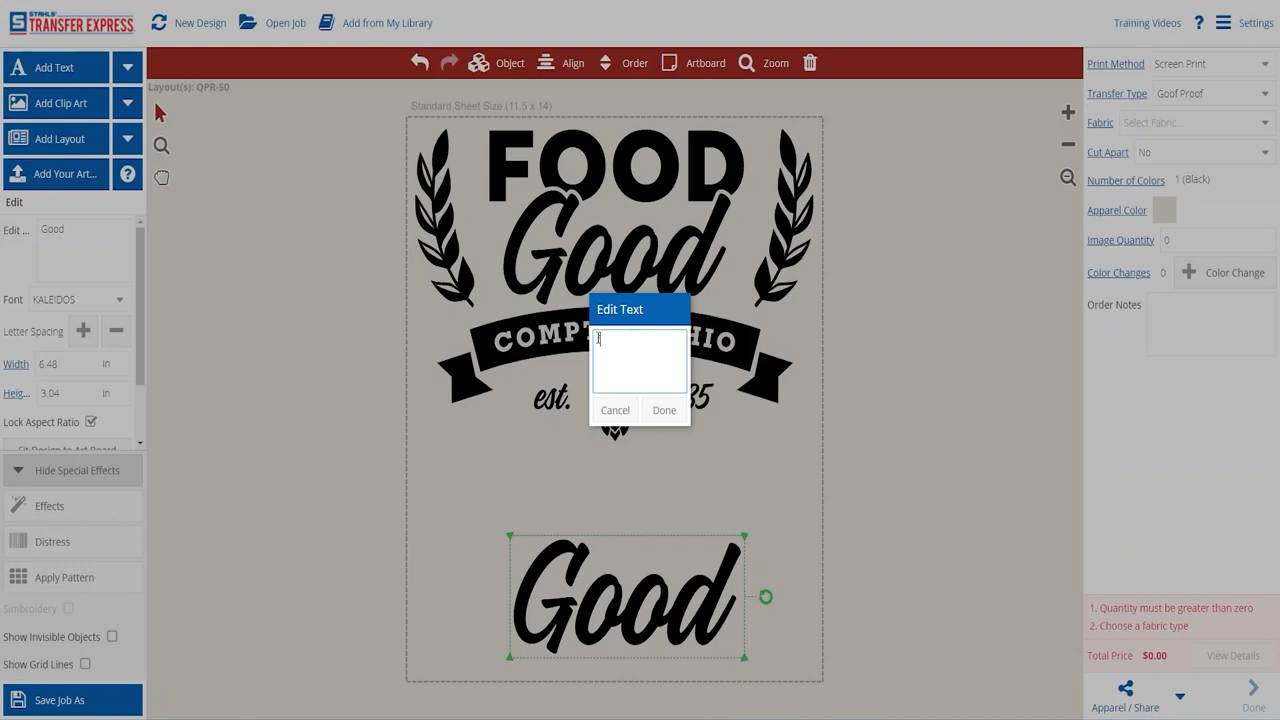 STAHLS'
TRANSFER EXPRESS
New Design
Open Job
Add from My Library
Training Videos
?
Settings
Add Text
Add Clip Art
Add Layout
Add Your Art...
?
Edit
Edit ...
Good
Font
KALEIDOS
Letter Spacing
Width
6.48
in
Heig...
3.04
in
Lock Aspect Ratio
Hide Special Effects
Effects
Distress
Apply Pattern
Simbroidery
Show Invisible Objects
Show Grid Lines
Save Job As
Object
Align
Order
Artboard
Zoom
Layout(s): QPR-50
Standard Sheet Size (11.5 x 14)
FOOD
Good
est.
Edit Text
Cancel
Done
Good
Print Method
Screen Print
Transfer Type
Goof Proof
Fabric
Select Fabric...
Cut Apart
No
Number of Colors
1 (Black)
Apparel Color
Image Quantity
0
Color Changes
0
Color Change
Order Notes
1. Quantity must be greater than zero
2. Choose a fabric type
Total Price
$0.00
View Details
Apparel / Share
Done